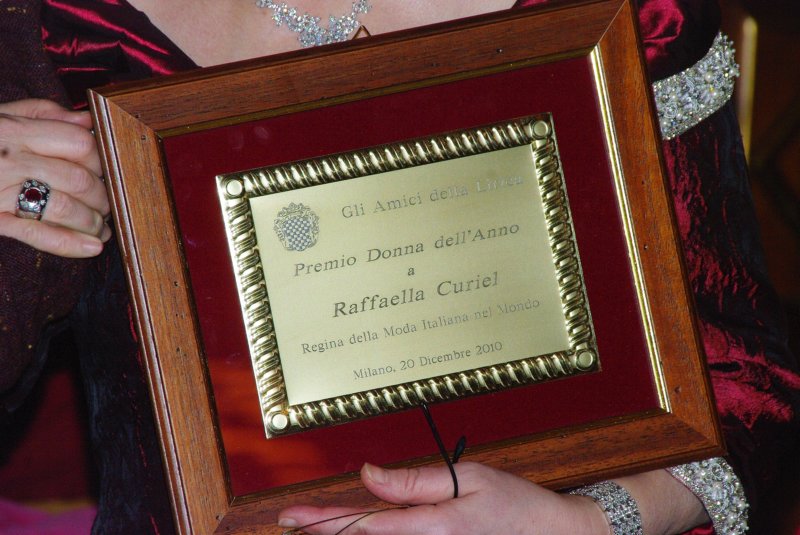 Gli Amici della Lirica
Premio Donna dell'Anno
a
Raffaella Curiel
Regina della Moda Italiana nel Mondo
Milano, 20 Dicembre 2010